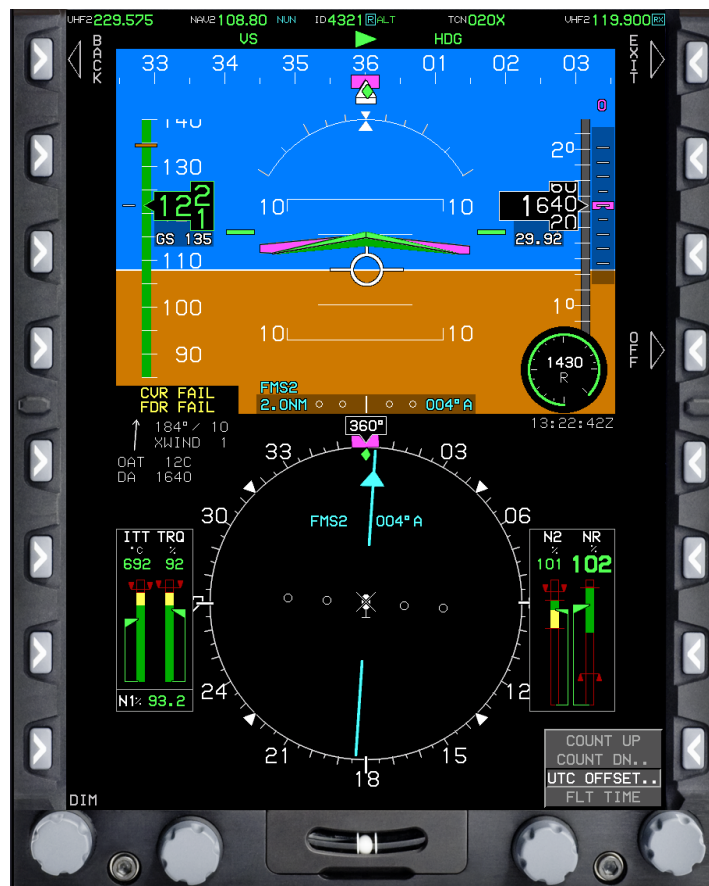 VHF2 229.575 NAV2 108.80 NUN ID 4321 R ALT TCN 020X VHF2 119.900 RX
BACK VS HDG EXIT
33 34 35 36 01 02 03
0
140
130
122
1
GS 135
110
100
90
10 10
10 10
2⁰
60
1640
20
29.92
1⁰
1430
R
OFF
CVR FAIL
FDR FAIL
FMS2
2.0NM 004°A
13:22:42Z
184°/ 10
XWIND 1
OAT 12C
DA 1640
360°
33 03
30 06
FMS2 004°A
24 12
21 15
18
ITT TRQ
°C %
692 92
N1% 93.2
N2 NR
% %
101 102
COUNT UP
COUNT DN..
UTC OFFSET..
FLT TIME
DIM